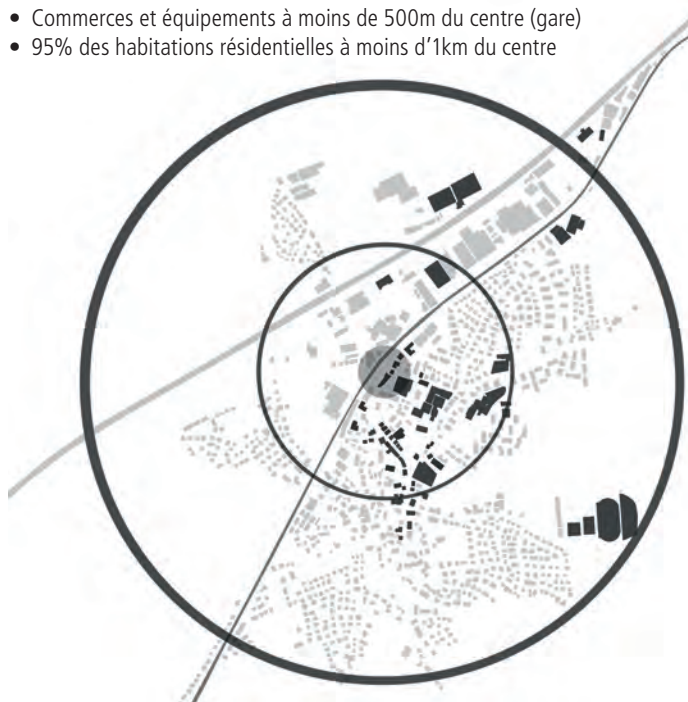 • Commerces et équipements à moins de 500m du centre (gare)
• 95% des habitations résidentielles à moins d'1km du centre